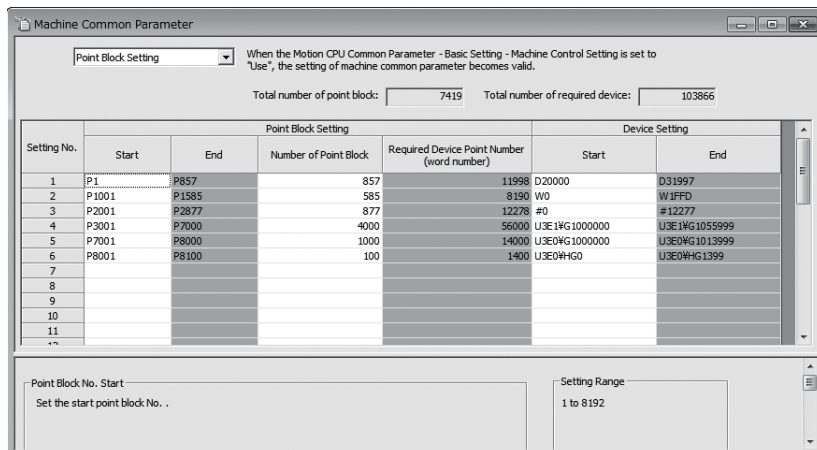 Machine Common Parameter
Point Block Setting
When the Motion CPU Common Parameter - Basic Setting - Machine Control Setting is set to
"Use", the setting of machine common parameter becomes valid.
Total number of point block: 7419 Total number of required device: 103866
Setting No. Point Block Setting Device Setting
Start End Number of Point Block Required Device Point Number (word number) Start End
1 P1 P857 857 11998 D20000 D31997
2 P1001 P1585 585 8190 W0 W1FFD
3 P2001 P2877 877 12278 #0 #12277
4 P3001 P7000 4000 56000 U3E1¥G1000000 U3E1¥G1055999
5 P7001 P8000 1000 14000 U3E0¥G1000000 U3E0¥G1013999
6 P8001 P8100 100 1400 U3E0¥HG0 U3E0¥HG1399
7
8
9
10
11
12
Point Block No. Start
Set the start point block No. .
Setting Range
1 to 8192